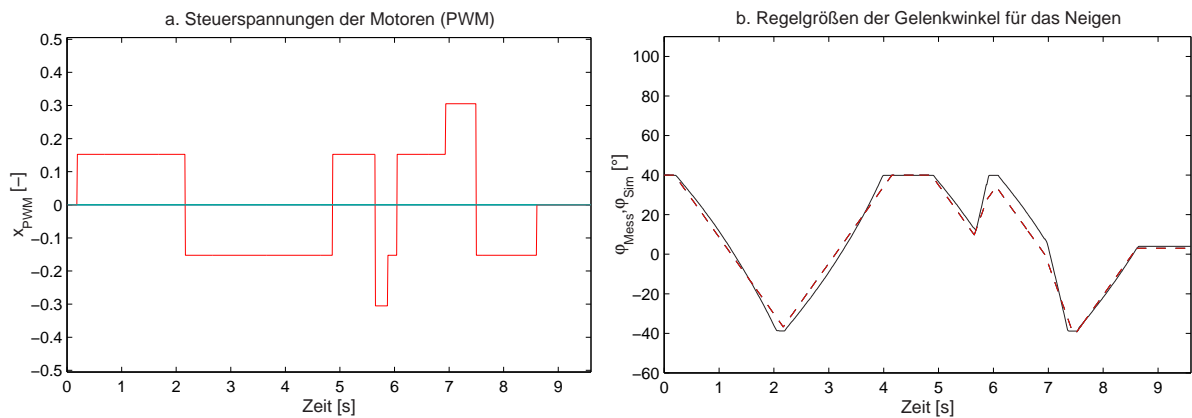 a. Steuerspannungen der Motoren (PWM)
0.5
0.4
0.3
0.2
0.1
0
−0.1
−0.2
−0.3
−0.4
−0.5
x_PWM [−]
0 1 2 3 4 5 6 7 8 9
Zeit [s]
b. Regelgrößen der Gelenkwinkel für das Neigen
100
80
60
40
20
0
−20
−40
−60
φ_Mess,φ_Sim [°]
0 1 2 3 4 5 6 7 8 9
Zeit [s]